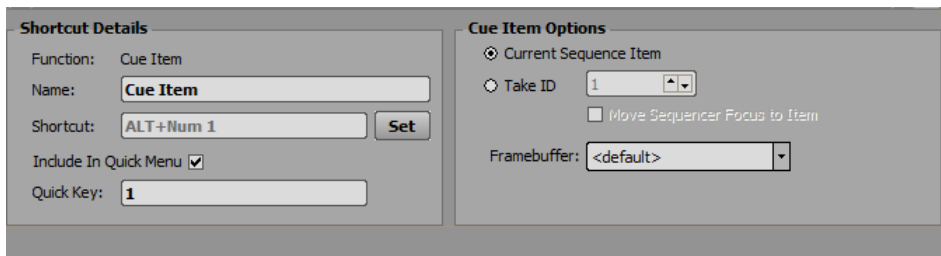 Shortcut Details
Function: Cue Item
Name: Cue Item
Shortcut: ALT+Num 1 Set
Include In Quick Menu
Quick Key: 1
Cue Item Options
Current Sequence Item
Take ID 1
Move Sequencer Focus to Item
Framebuffer: <default>